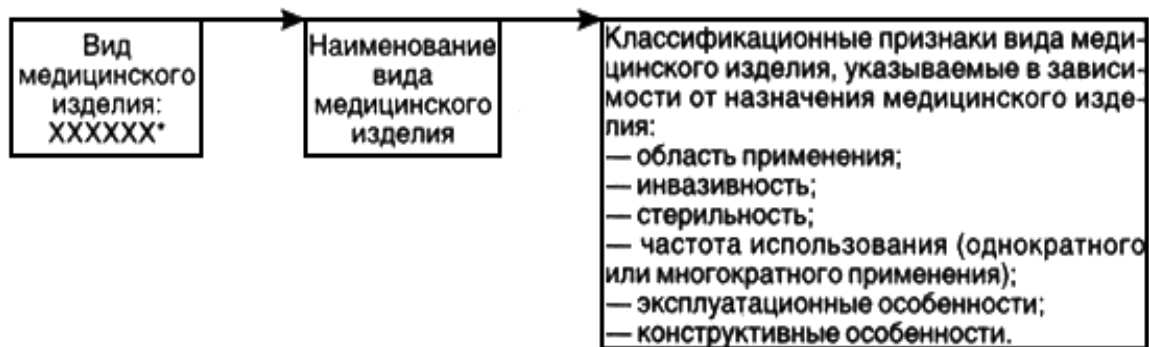 Вид
медицинского
изделия:
XXXXXX*
Наименование
вида
медицинского
изделия
Классификационные признаки вида меди-
цинского изделия, указываемые в зависи-
мости от назначения медицинского изде-
лия:
— область применения;
— инвазивность;
— стерильность;
— частота использования (однократного
или многократного применения);
— эксплуатационные особенности;
— конструктивные особенности.